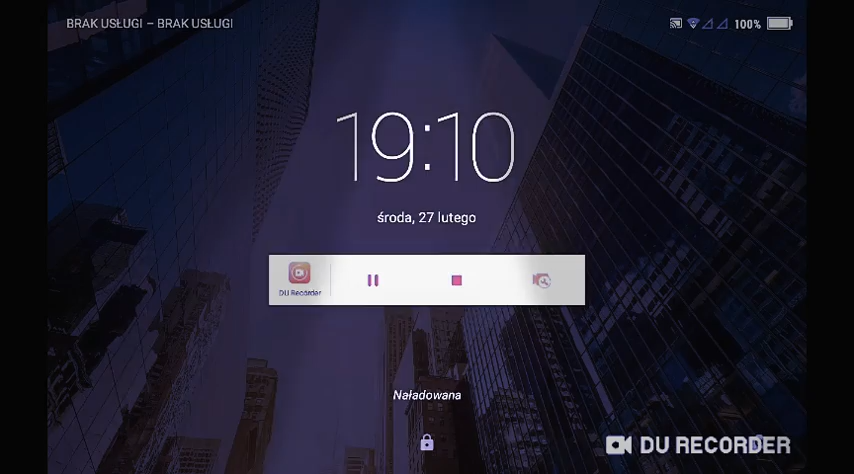 BRAK USŁUGI – BRAK USŁUGI
100%
19:10
środa, 27 lutego
DU Recorder
Naładowana
DU RECORDER